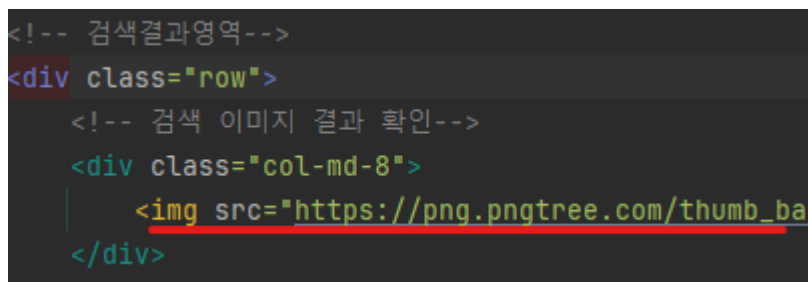 <!-- 검색결과영역-->
<div class="row">
<!-- 검색 이미지 결과 확인-->
<div class="col-md-8">
<img src="https://png.pngtree.com/thumb_ba
</div>